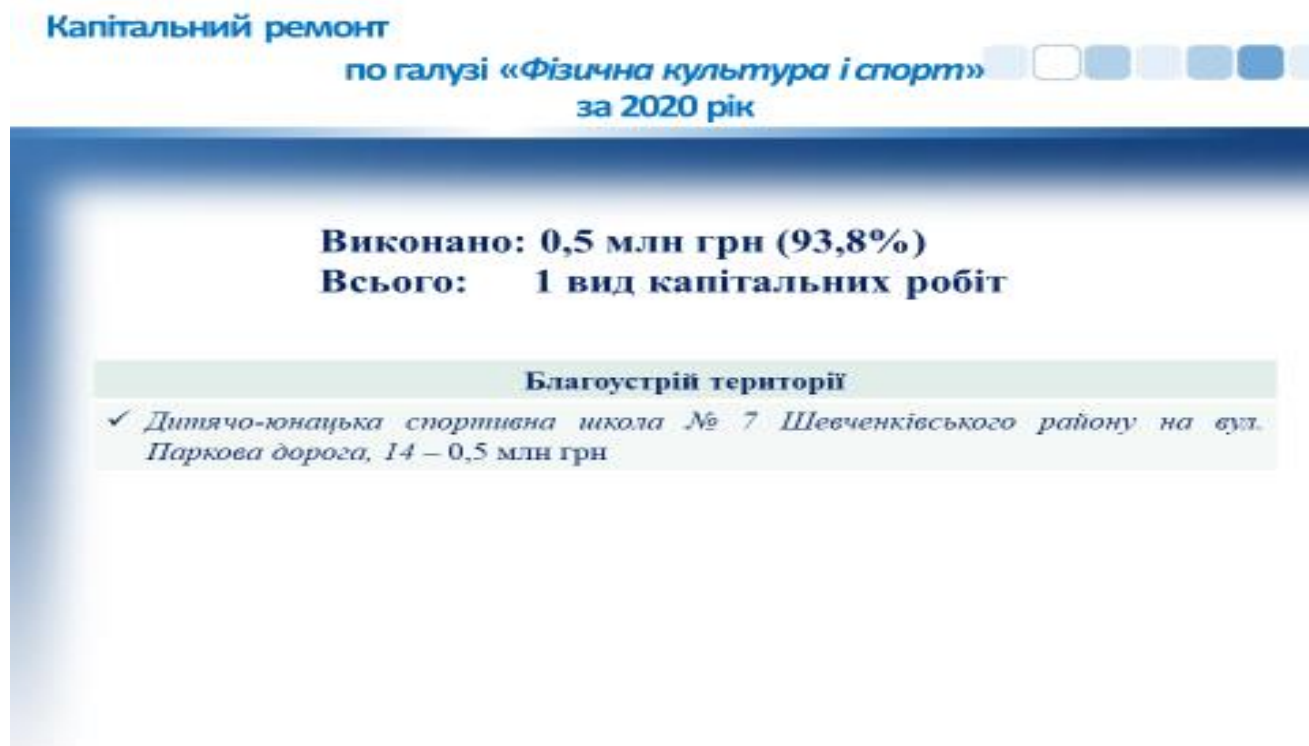 Капітальний ремонт
по галузі «Фізична культура і спорт»
за 2020 рік
Виконано: 0,5 млн грн (93,8%)
Всього: 1 вид капітальних робіт
Благоустрій території
✓ Дитячо-юнацька спортивна школа № 7 Шевченківського району на вул.
Паркова дорога, 14 – 0,5 млн грн